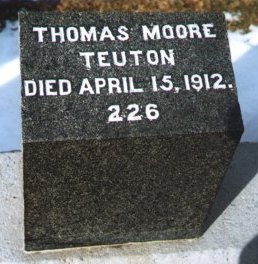 THOMAS MOORE
TEUTON
DIED APRIL 15, 1912.
226